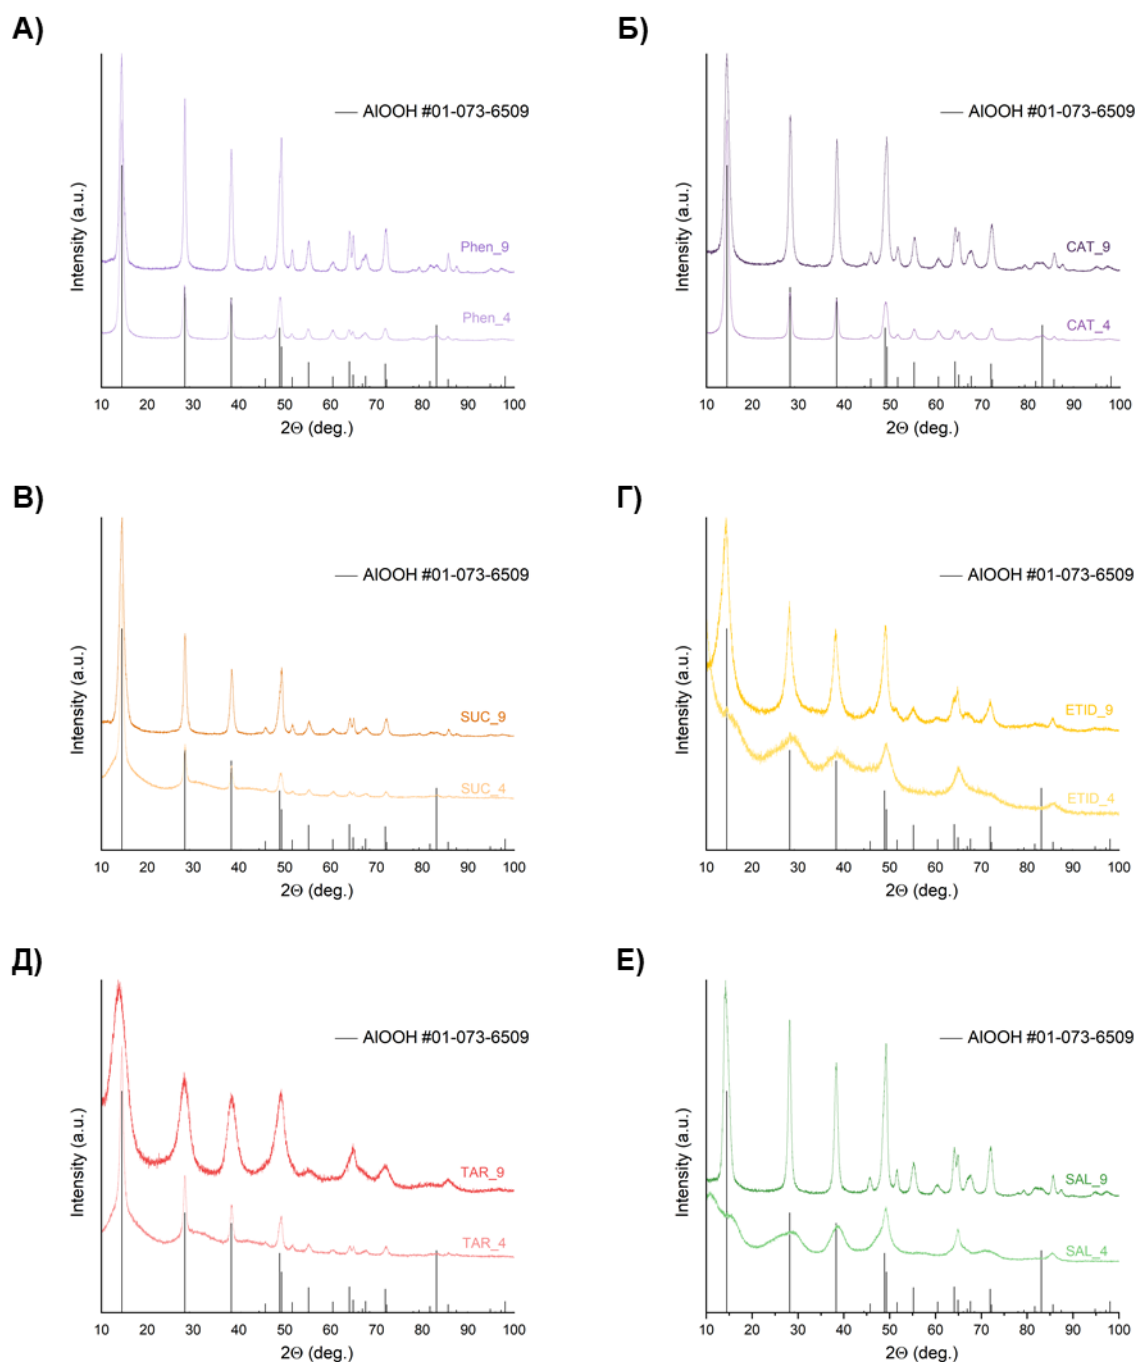 А)
Intensity (a.u.)
AlOOH #01-073-6509
Phen_9
Phen_4
10 20 30 40 50 60 70 80 90 100
2Θ (deg.)
Б)
Intensity (a.u.)
AlOOH #01-073-6509
CAT_9
CAT_4
10 20 30 40 50 60 70 80 90 100
2Θ (deg.)
В)
Intensity (a.u.)
AlOOH #01-073-6509
SUC_9
SUC_4
10 20 30 40 50 60 70 80 90 100
2Θ (deg.)
Г)
Intensity (a.u.)
AlOOH #01-073-6509
ETID_9
ETID_4
10 20 30 40 50 60 70 80 90 100
2Θ (deg.)
Д)
Intensity (a.u.)
AlOOH #01-073-6509
TAR_9
TAR_4
10 20 30 40 50 60 70 80 90 100
2Θ (deg.)
Е)
Intensity (a.u.)
AlOOH #01-073-6509
SAL_9
SAL_4
10 20 30 40 50 60 70 80 90 100
2Θ (deg.)